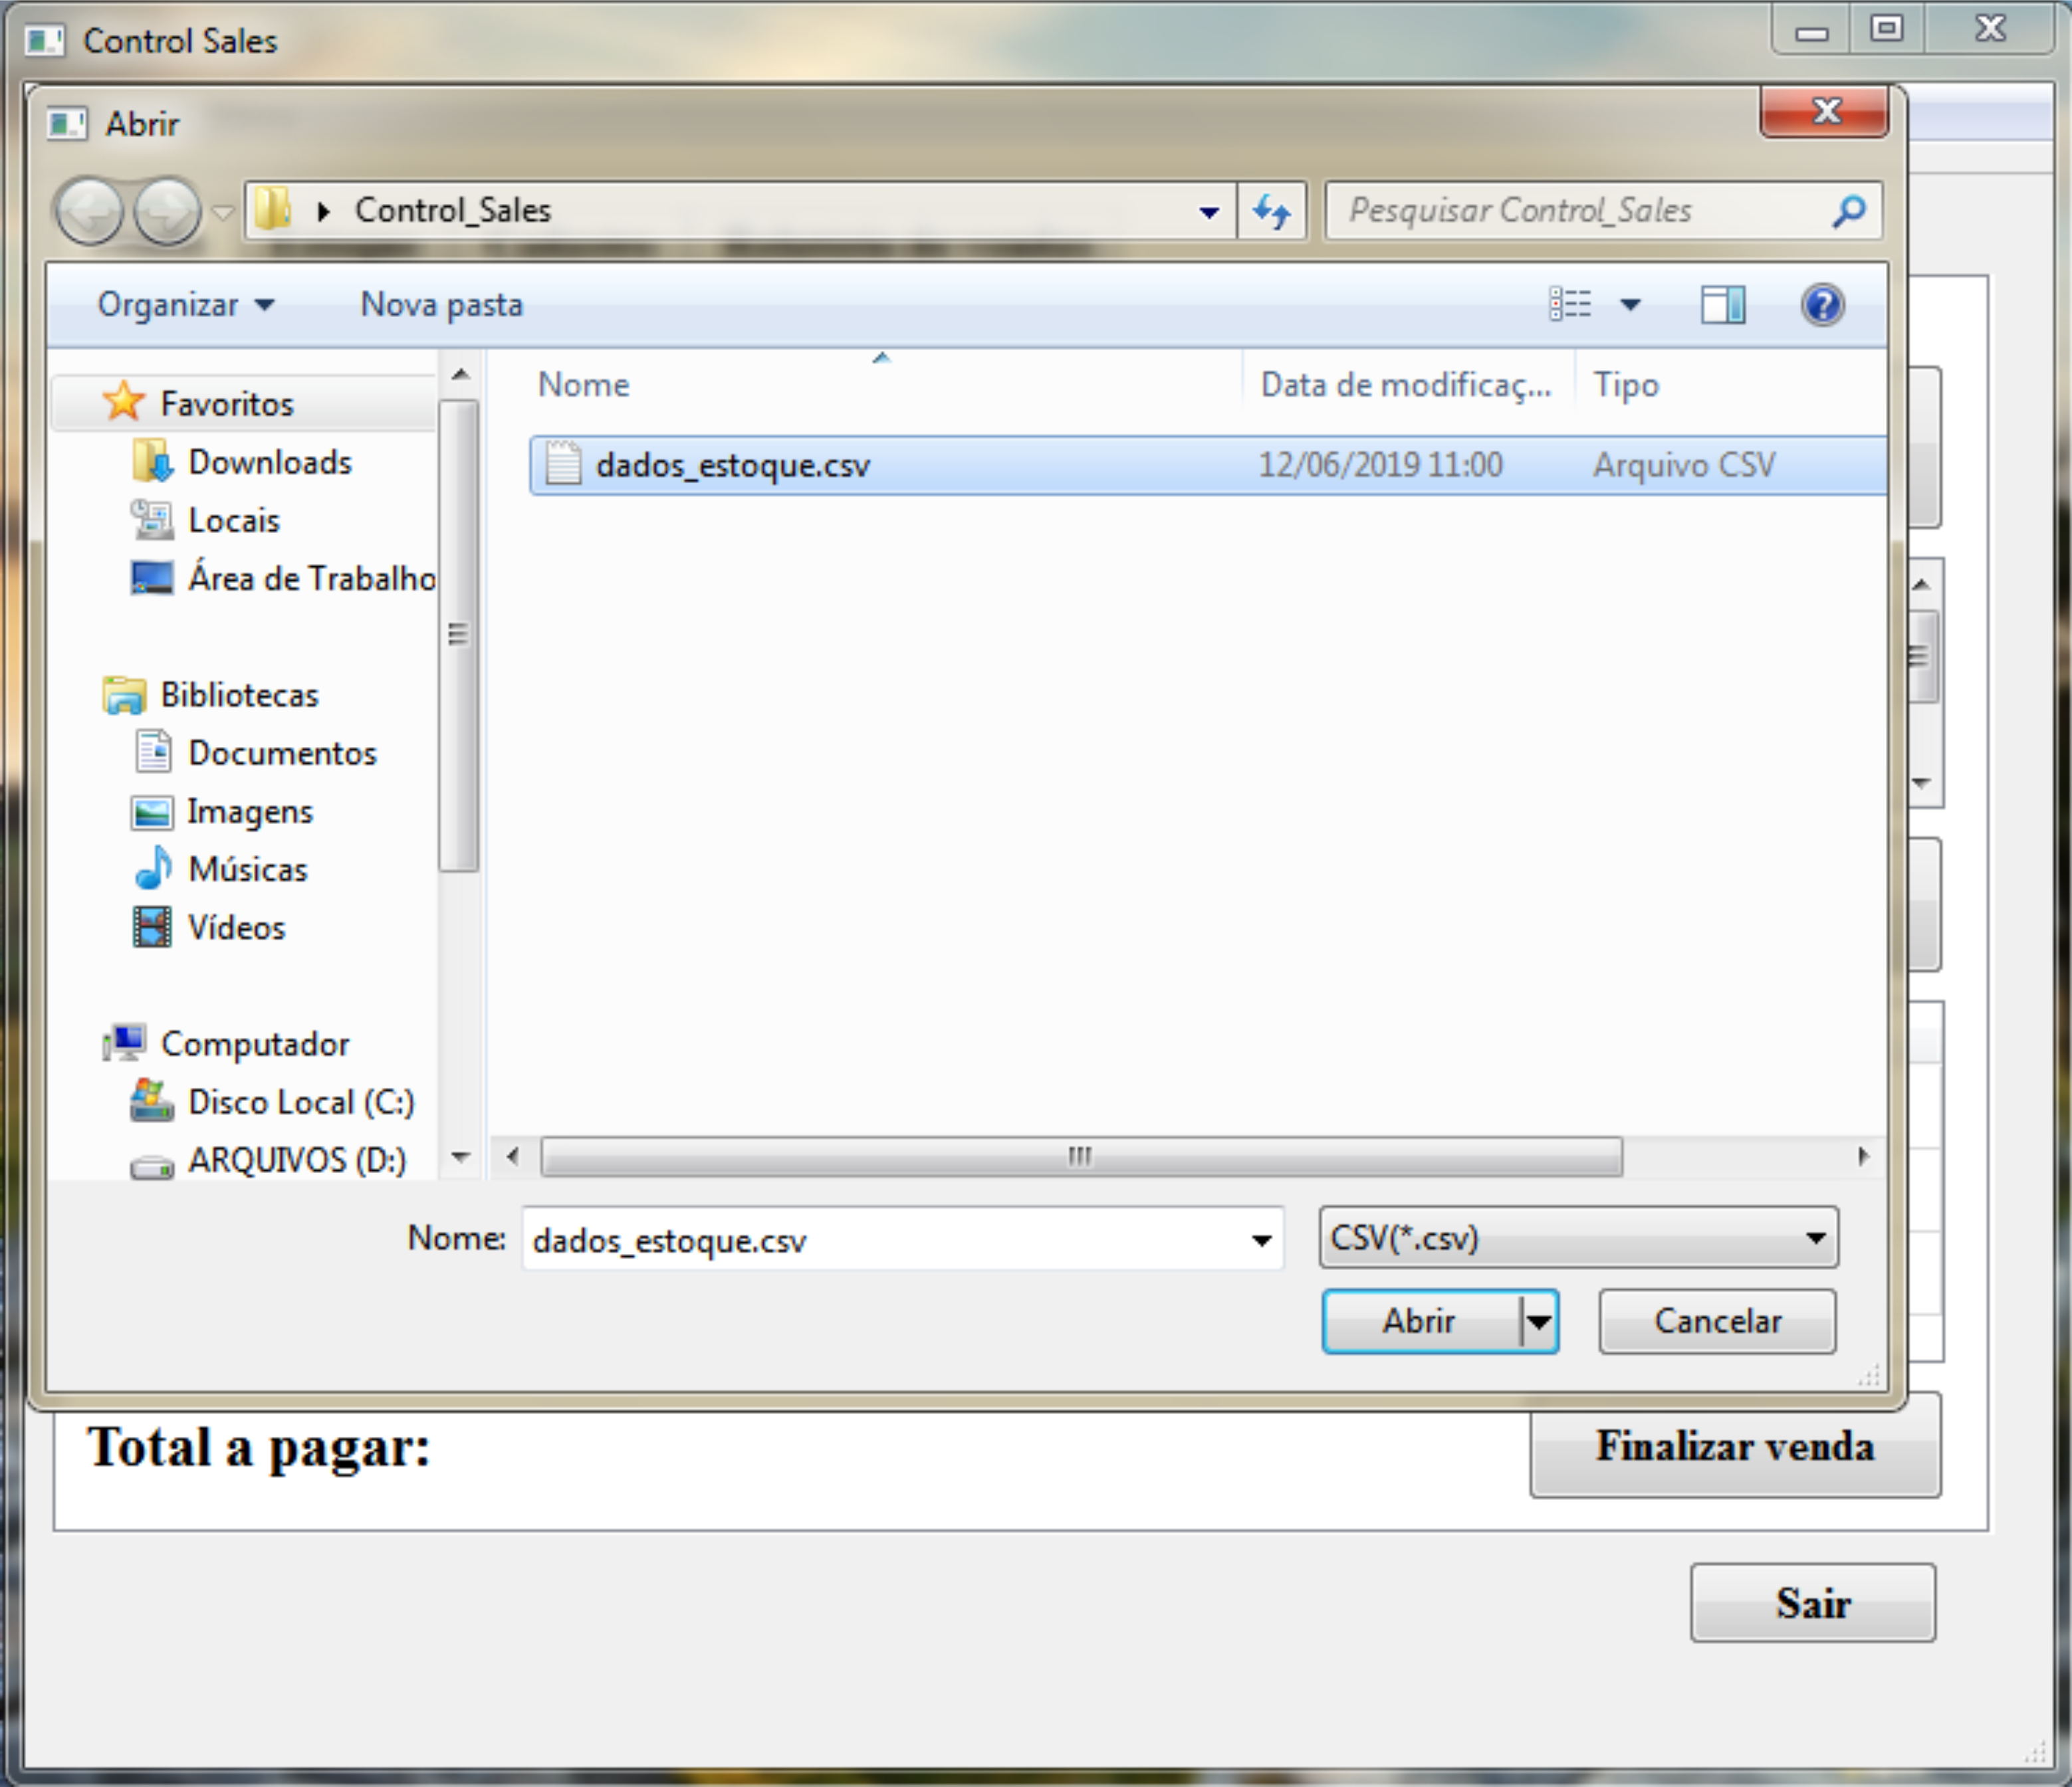 Control Sales
Abrir
Control_Sales
Pesquisar Control_Sales
Organizar Nova pasta
Nome Data de modificaç... Tipo
Favoritos
dados_estoque.csv 12/06/2019 11:00 Arquivo CSV
Downloads
Locais
Área de Trabalho
Bibliotecas
Documentos
Imagens
Músicas
Vídeos
Computador
Disco Local (C:)
ARQUIVOS (D:)
Nome: dados_estoque.csv CSV(*.csv)
Abrir Cancelar
Total a pagar: Finalizar venda
Sair